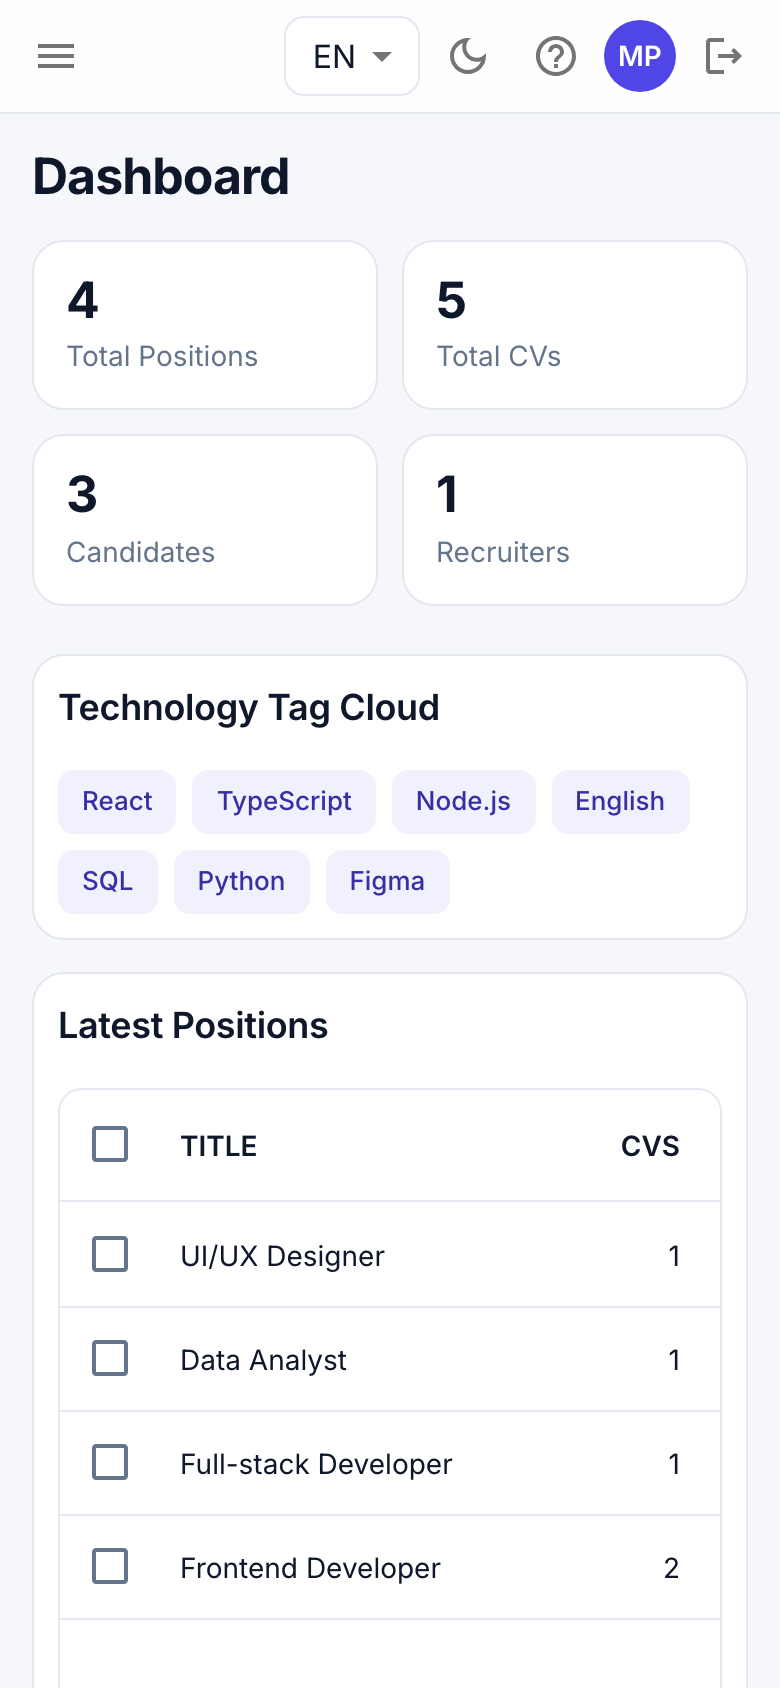 EN
MP
Dashboard
4
Total Positions
5
Total CVs
3
Candidates
1
Recruiters
Technology Tag Cloud
React TypeScript Node.js English
SQL Python Figma
Latest Positions
TITLE CVS
UI/UX Designer 1
Data Analyst 1
Full-stack Developer 1
Frontend Developer 2